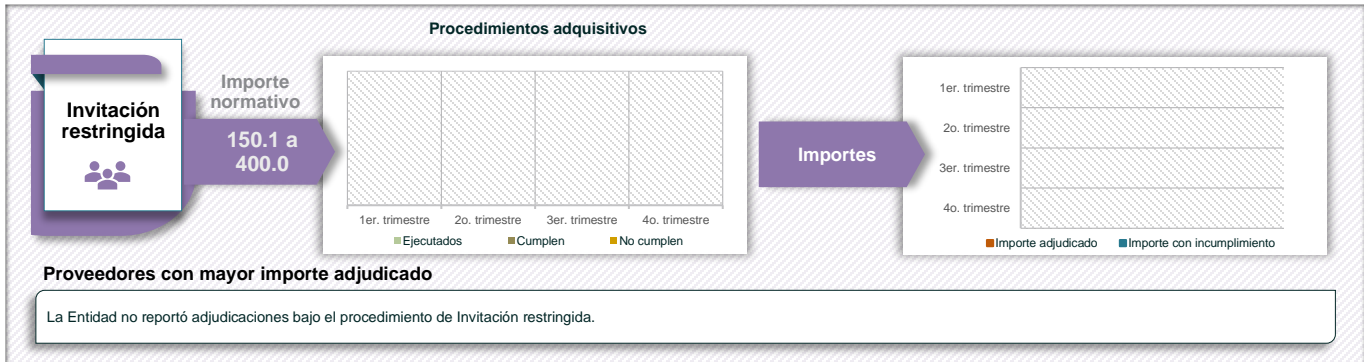 Procedimientos adquisitivos
Invitación
restringida
Importe
normativo
150.1 a
400.0
1er. trimestre
2o. trimestre
3er. trimestre
4o. trimestre
Ejecutados
Cumplen
No cumplen
Importes
1er. trimestre
2o. trimestre
3er. trimestre
4o. trimestre
Importe adjudicado
Importe con incumplimiento
Proveedores con mayor importe adjudicado
La Entidad no reportó adjudicaciones bajo el procedimiento de Invitación restringida.